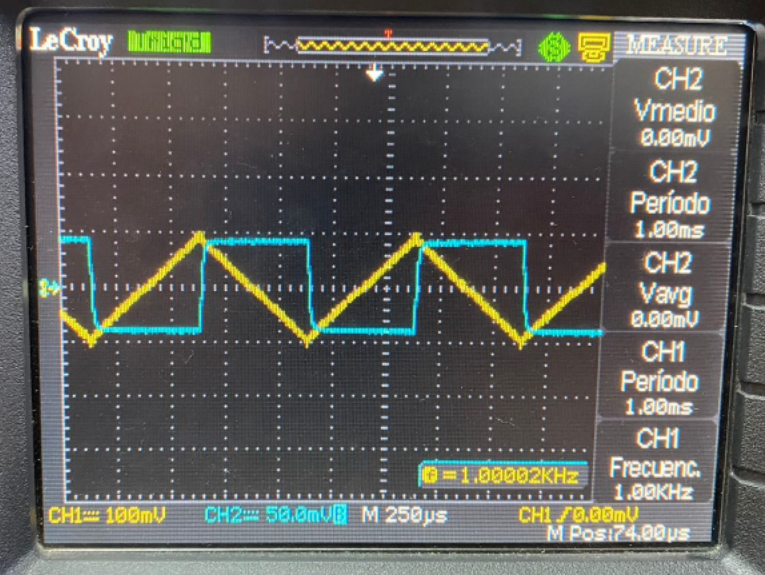 LeCroy
MEASURE
CH2
Vmedio
0.00mV
CH2
Período
1.00ms
CH2
Vavg
0.00mV
CH1
Período
1.00ms
CH1
Frecuenc.
1.00KHz
= 1.00002KHz
CH1 100mV CH2 50.0mV M 250µs CH1 0.00mV
M Pos:74.00µs